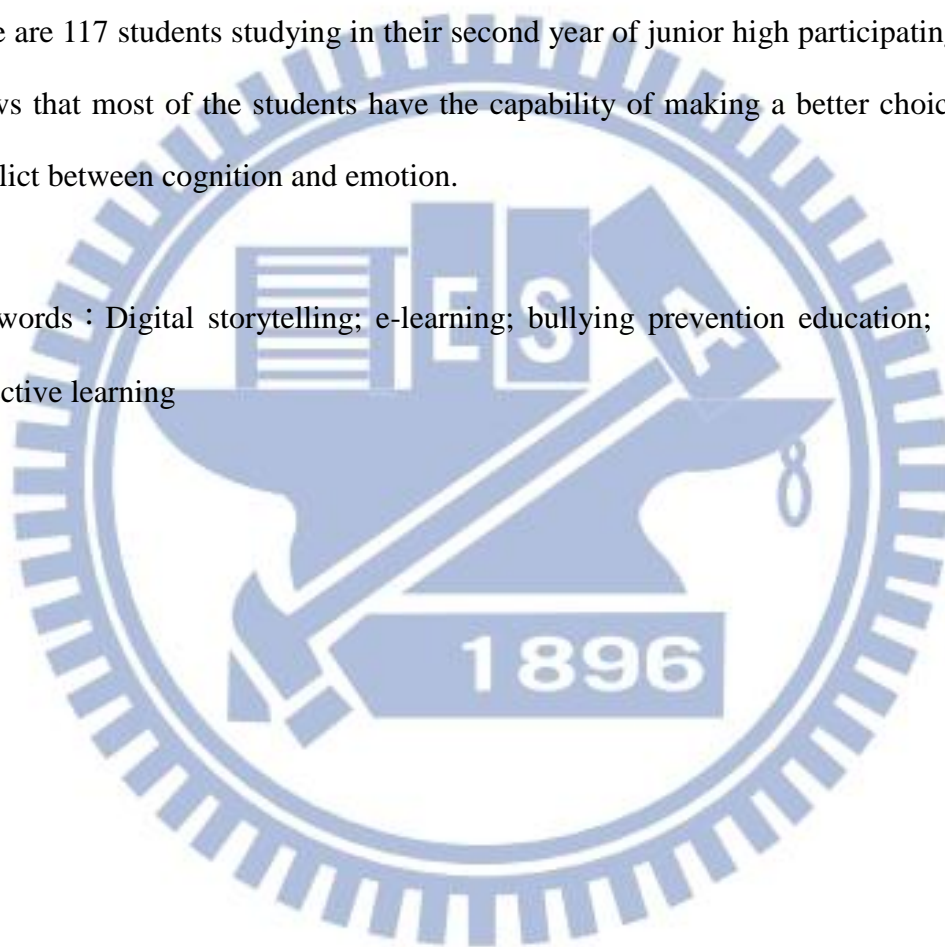 e are 117 students studying in their second year of junior high participating
ws that most of the students have the capability of making a better choic
lict between cognition and emotion.
words：Digital storytelling; e-learning; bullying prevention education;
ctive learning
E S A
1896